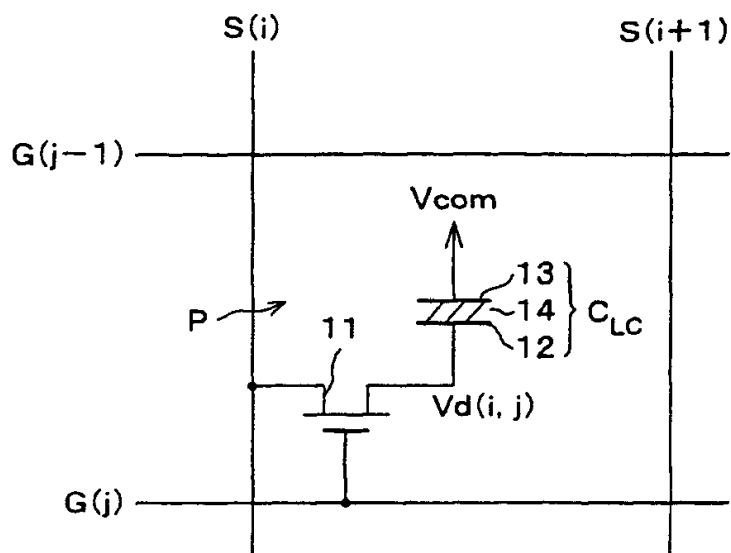 S(i)
S(i+1)
G(j−1)
Vcom
13
14
12
C_LC
P
11
Vd(i, j)
G(j)